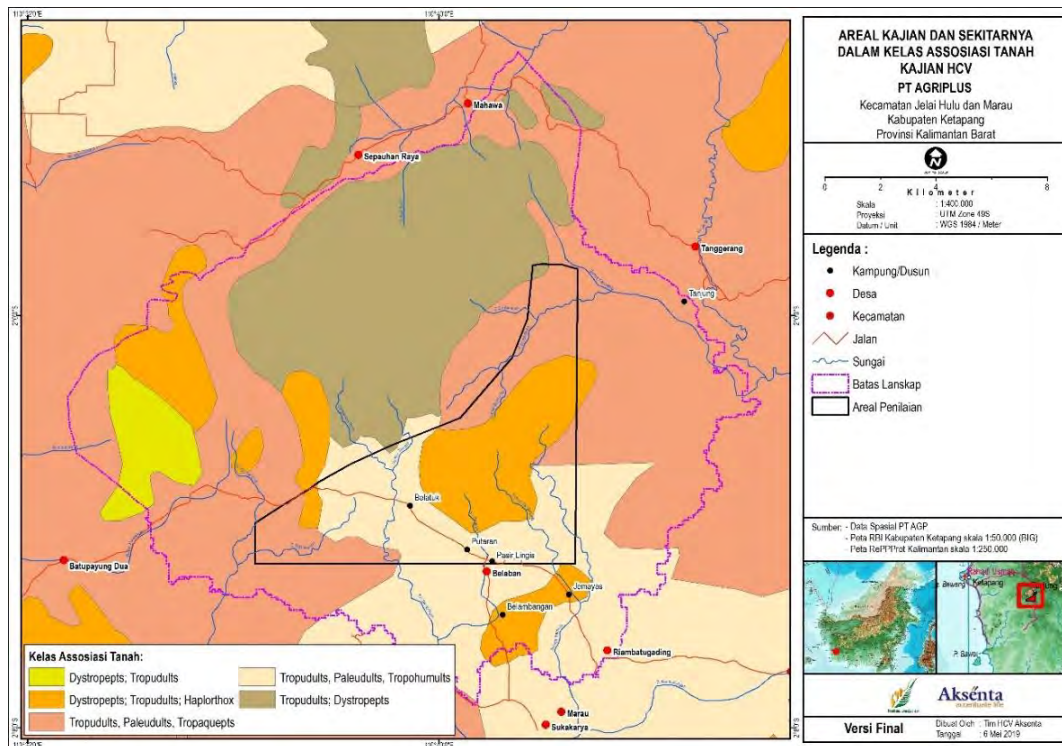 AREAL KAJIAN DAN SEKITARNYA
DALAM KELAS ASSOSIASI TANAH
KAJIAN HCV
PT AGRIPLUS
Kecamatan Jelai Hulu dan Marau
Kabupaten Ketapang
Provinsi Kalimantan Barat
0 2 4 8
Kilometer
Skala : 1:400.000
Proyeksi : UTM Zone 49S
Datum / Unit : WGS 1984 / Meter
Legenda :
Kampung/Dusun
Desa
Kecamatan
Jalan
Sungai
Batas Lanskap
Areal Penilaian
Sumber: - Data Spasial PT AGP
- Peta RBI Kabupaten Ketapang skala 1:50.000 (BIG)
- Peta RePPProt Kalimantan skala 1:250.000
Ketapang
Aksenta
Versi Final
Dibuat Oleh : Tim HCV Aksenta
Tanggal : 6 Mei 2019
Mahawa
Sepauhan Raya
Tanggerang
Tanjung
Belatuk
Putaran
Pasir Lingis
Belaban
Batupayung Dua
Jomayas
Belambangan
Riambatugading
Marau
Sukakarya
Kelas Assosiasi Tanah:
Dystropepts; Tropudults
Dystropepts; Tropudults; Haplorthox
Tropudults, Paleudults, Tropaquepts
Tropudults, Paleudults, Tropohumults
Tropudults; Dystropepts